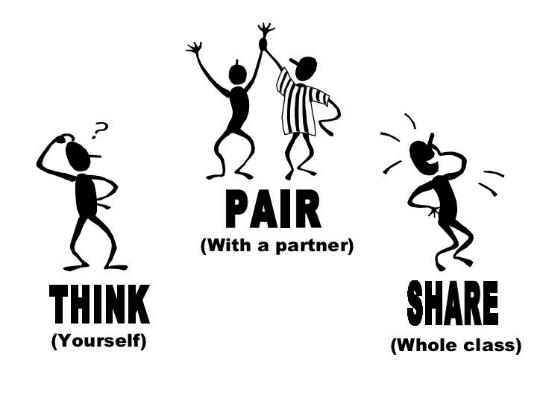 ?
THINK
(Yourself)
PAIR
(With a partner)
SHARE
(Whole class)